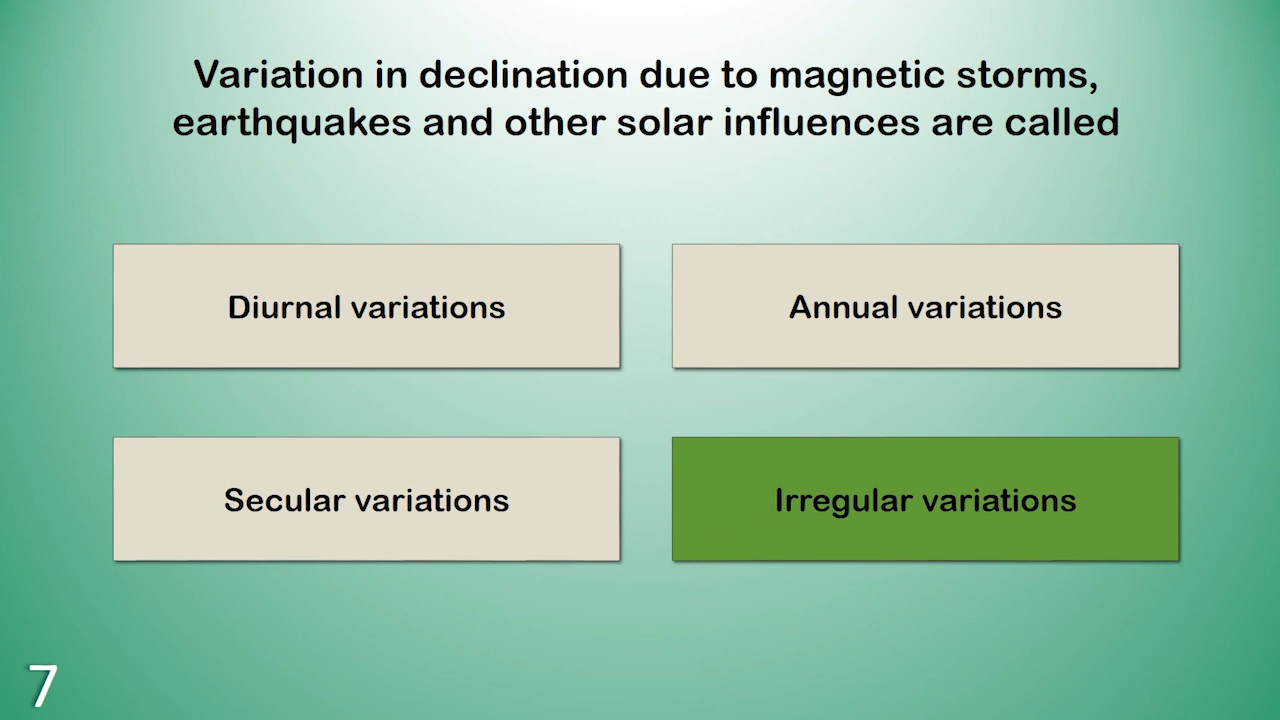 Variation in declination due to magnetic storms,
earthquakes and other solar influences are called
Diurnal variations
Annual variations
Secular variations
Irregular variations
7